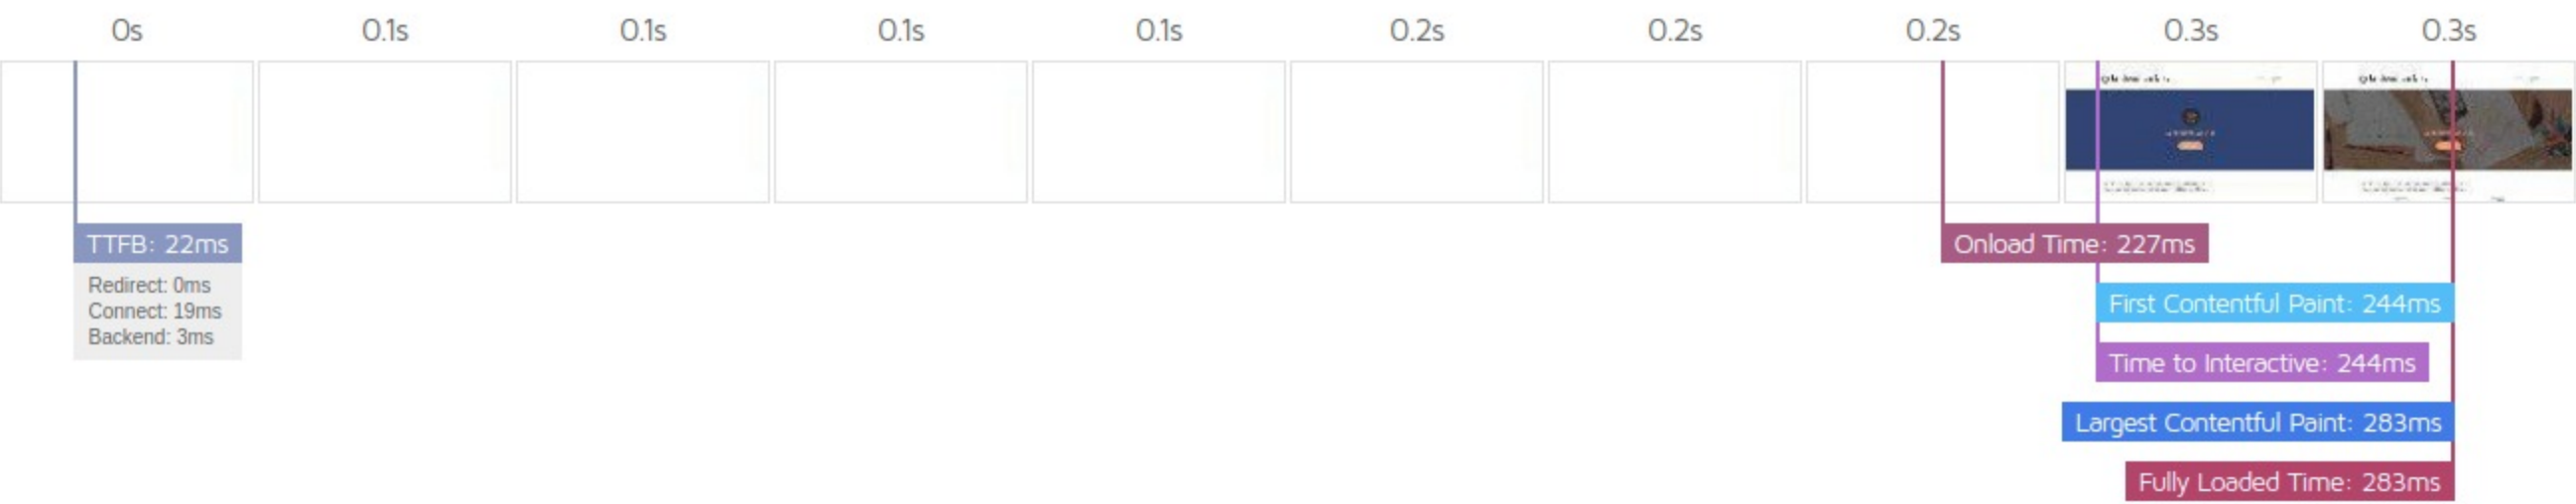 0s 0.1s 0.1s 0.1s 0.1s 0.2s 0.2s 0.2s 0.3s 0.3s
TTFB: 22ms
Redirect: 0ms
Connect: 19ms
Backend: 3ms
Onload Time: 227ms
First Contentful Paint: 244ms
Time to Interactive: 244ms
Largest Contentful Paint: 283ms
Fully Loaded Time: 283ms